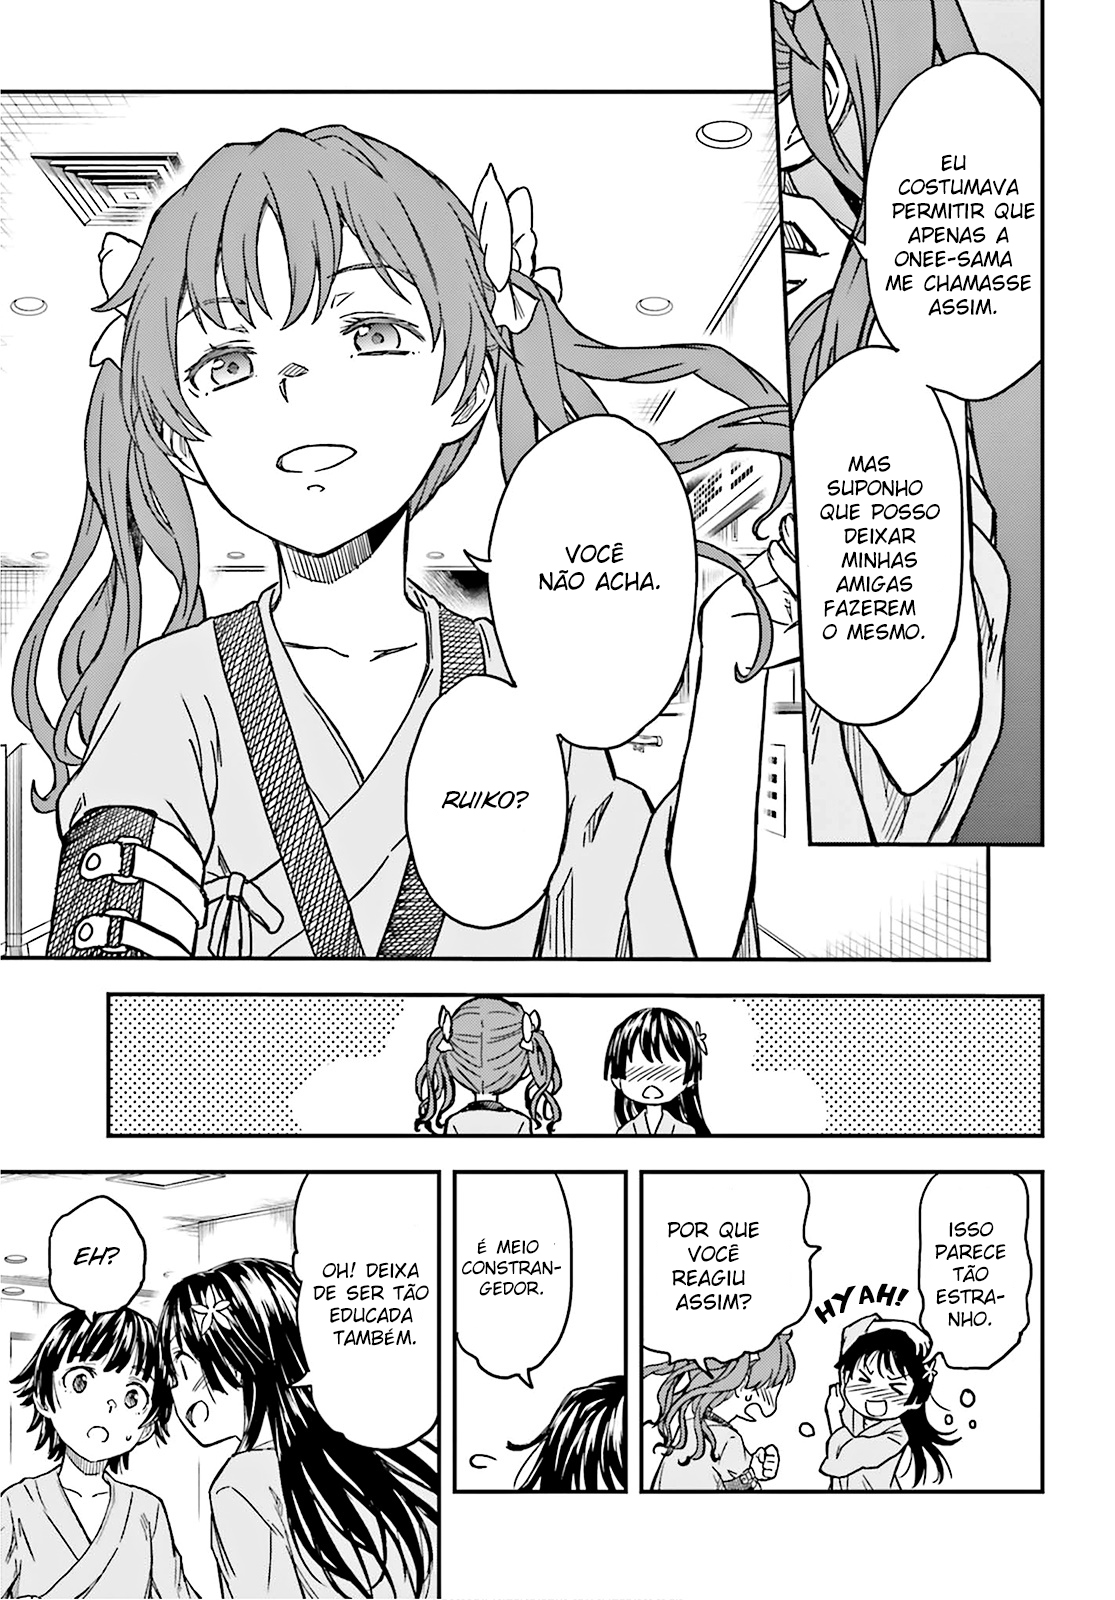 EU
COSTUMAVA
PERMITIR QUE
APENAS A
ONEE-SAMA
ME CHAMASSE
ASSIM.
MAS
SUPONHO
QUE POSSO
DEIXAR
MINHAS
AMIGAS
FAZEREM
O MESMO.
VOCÊ
NÃO ACHA.
RUIKO?
ISSO
PARECE
TÃO
ESTRA-
NHO.
HYAH!
POR QUE
VOCÊ
REAGIU
ASSIM?
É MEIO
CONSTRAN-
GEDOR.
OH! DEIXA
DE SER TÃO
EDUCADA
TAMBÉM.
EH?